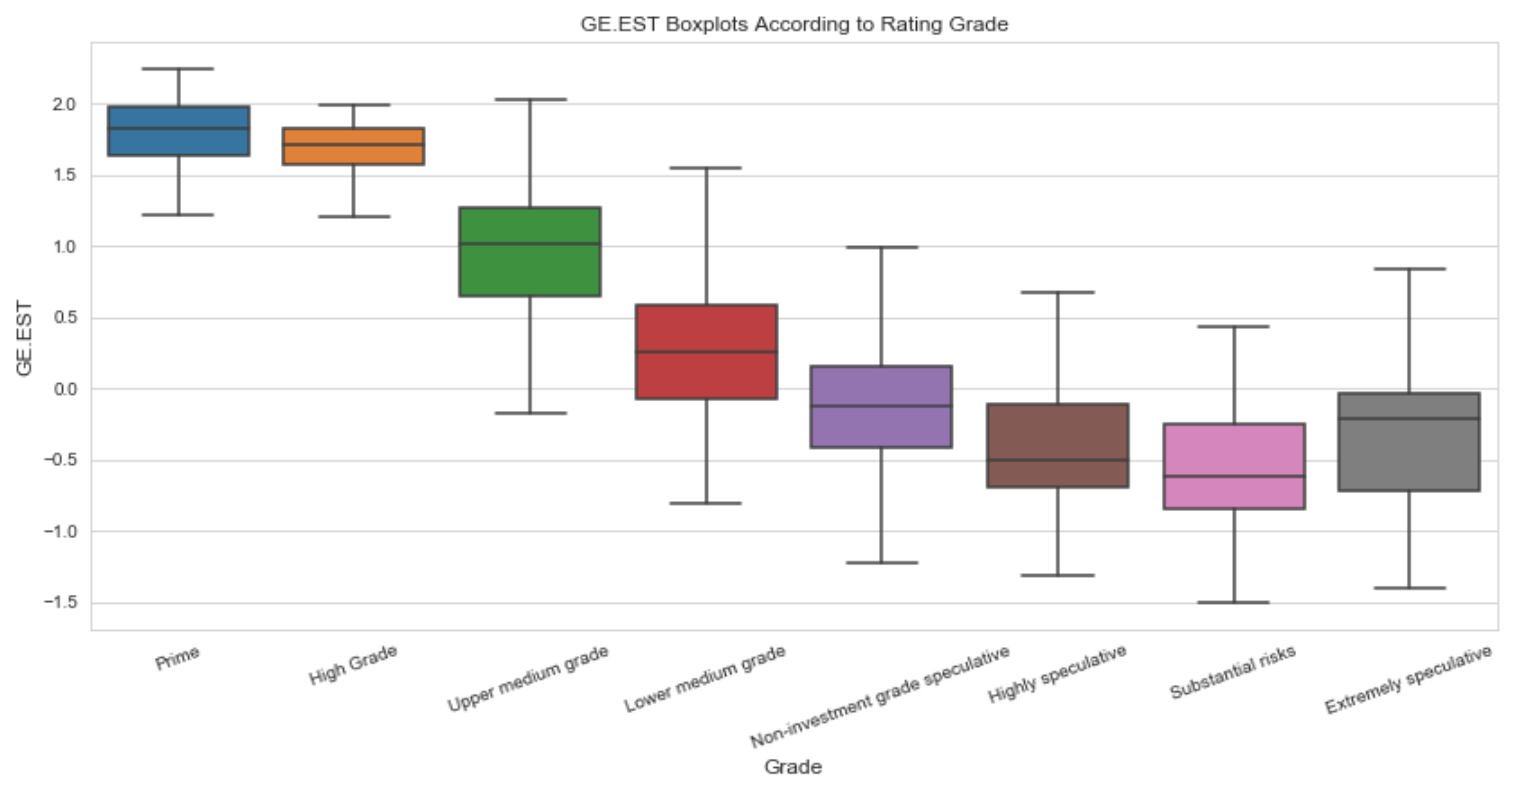 GE.EST Boxplots According to Rating Grade
GE.EST
2.0
1.5
1.0
0.5
0.0
−0.5
−1.0
−1.5
Prime
High Grade
Upper medium grade
Lower medium grade
Non-investment grade speculative
Highly speculative
Substantial risks
Extremely speculative
Grade